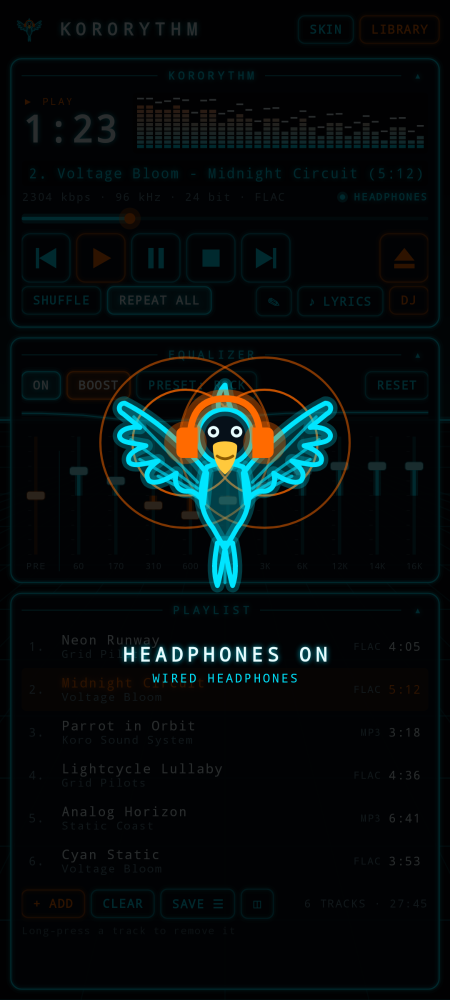 KORORYTHM
SKIN
LIBRARY
KORORYTHM
▶ PLAY
1:23
2. Voltage Bloom - Midnight Circuit (5:12)
2304 kbps · 96 kHz · 24 bit · FLAC
HEADPHONES
SHUFFLE
REPEAT ALL
✎
♪ LYRICS
DJ
EQUALIZER
ON
BOOST
RESET
PRE
60
170
310
600
3K
6K
12K
14K
16K
HEADPHONES ON
WIRED HEADPHONES
PLAYLIST
1. Neon Runway FLAC 4:05
2. Midnight Circuit FLAC 5:12
Voltage Bloom
3. Parrot in Orbit MP3 3:18
Koro Sound System
4. Lightcycle Lullaby FLAC 4:36
Grid Pilots
5. Analog Horizon MP3 6:41
Static Coast
6. Cyan Static FLAC 3:53
Voltage Bloom
+ ADD
CLEAR
SAVE ☰
6 TRACKS · 27:45
Long-press a track to remove it